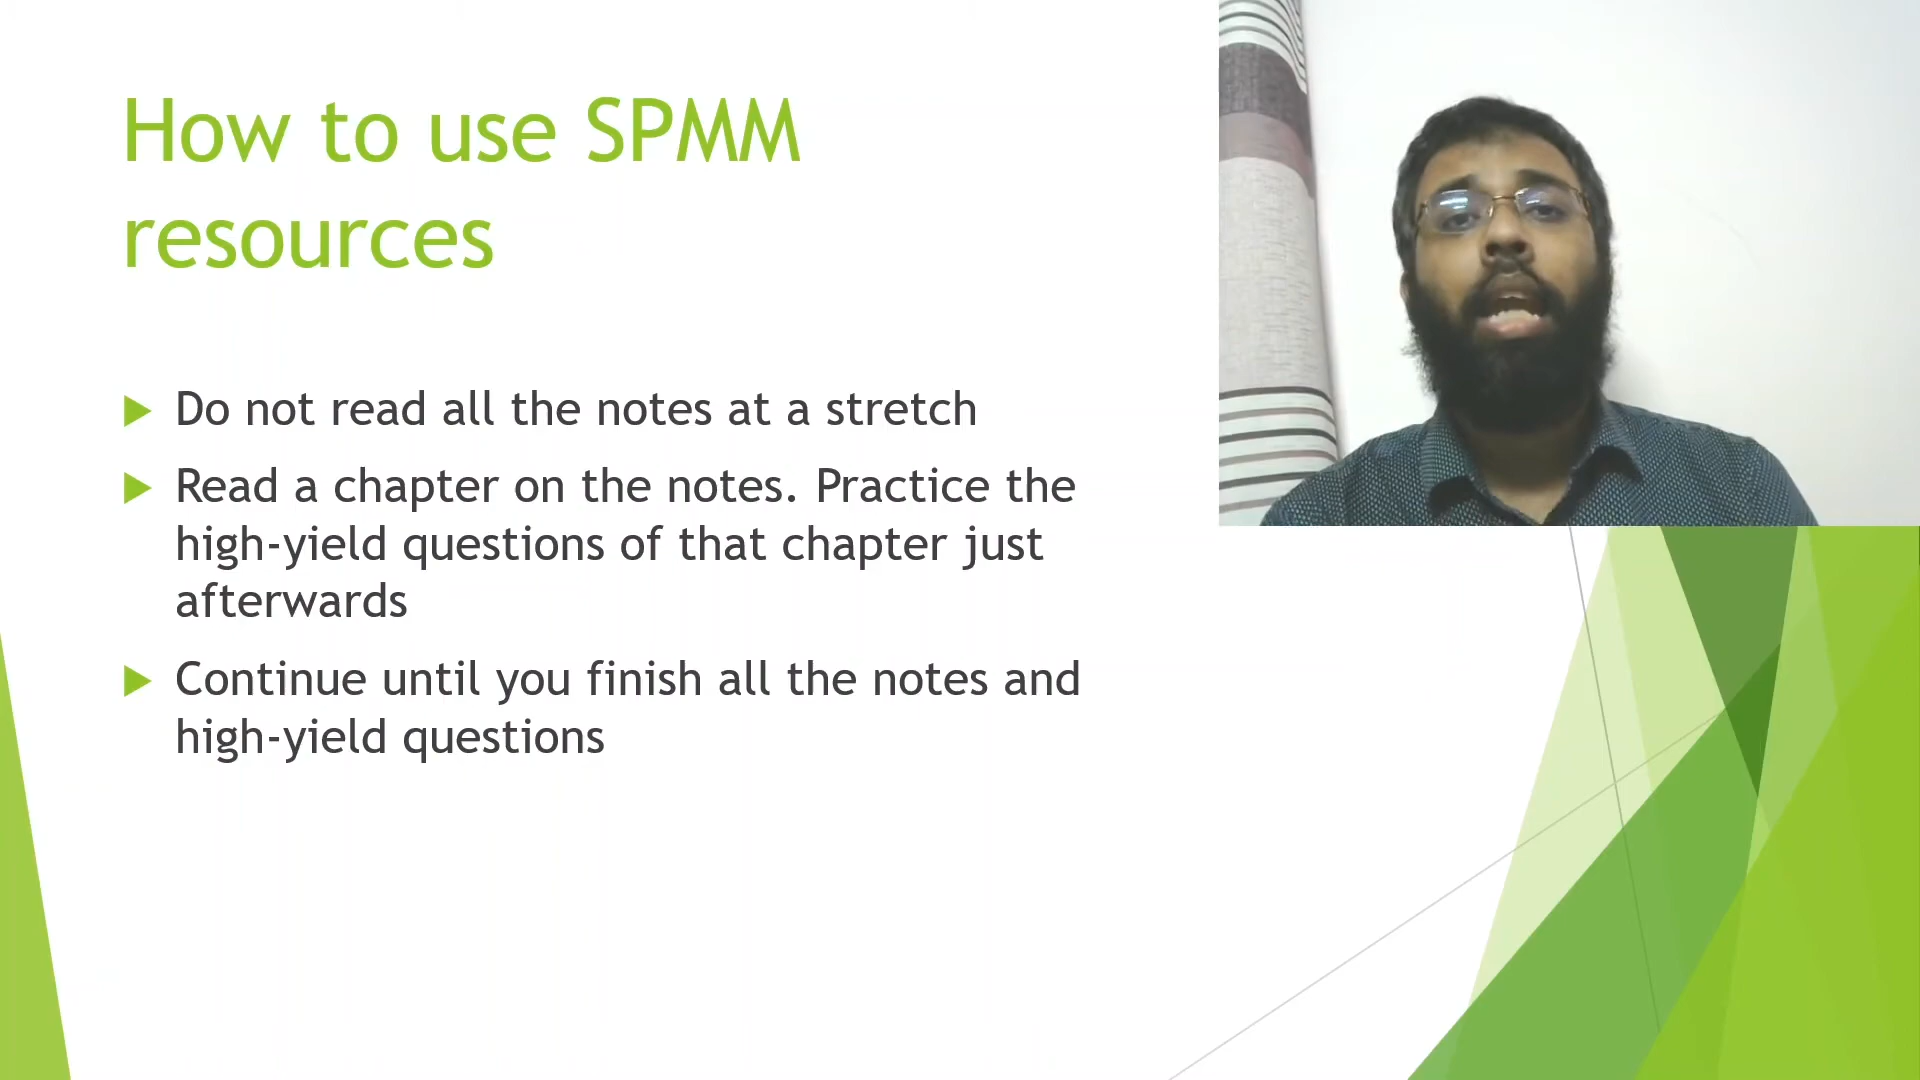 How to use SPMM
resources
Do not read all the notes at a stretch
Read a chapter on the notes. Practice the
high-yield questions of that chapter just
afterwards
Continue until you finish all the notes and
high-yield questions